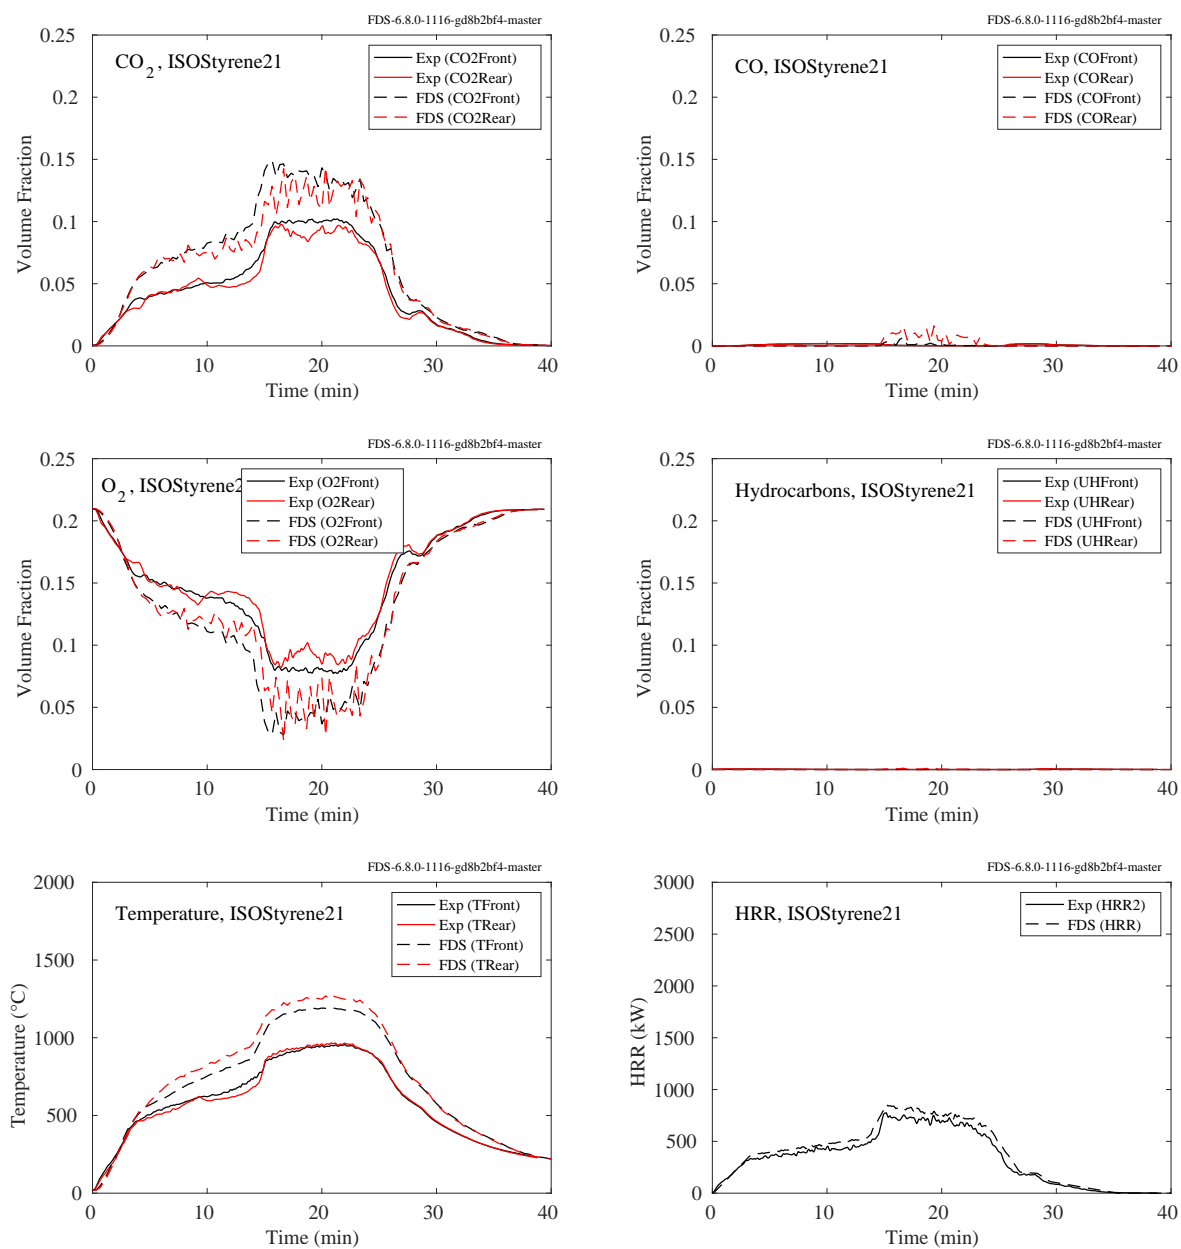 FDS-6.8.0-1116-gd8b2bf4-master
CO2 , ISOStyrene21
Exp (CO2Front)
Exp (CO2Rear)
FDS (CO2Front)
FDS (CO2Rear)
0.25
0.2
0.15
0.1
0.05
0
Volume Fraction
0 10 20 30 40
Time (min)
FDS-6.8.0-1116-gd8b2bf4-master
CO, ISOStyrene21
Exp (COFront)
Exp (CORear)
FDS (COFront)
FDS (CORear)
0.25
0.2
0.15
0.1
0.05
0
Volume Fraction
0 10 20 30 40
Time (min)
FDS-6.8.0-1116-gd8b2bf4-master
O2 , ISOStyrene2
Exp (O2Front)
Exp (O2Rear)
FDS (O2Front)
FDS (O2Rear)
0.25
0.2
0.15
0.1
0.05
0
Volume Fraction
0 10 20 30 40
Time (min)
FDS-6.8.0-1116-gd8b2bf4-master
Hydrocarbons, ISOStyrene21
Exp (UHFront)
Exp (UHRear)
FDS (UHFront)
FDS (UHRear)
0.25
0.2
0.15
0.1
0.05
0
Volume Fraction
0 10 20 30 40
Time (min)
FDS-6.8.0-1116-gd8b2bf4-master
Temperature, ISOStyrene21
Exp (TFront)
Exp (TRear)
FDS (TFront)
FDS (TRear)
2000
1500
1000
500
0
Temperature (°C)
0 10 20 30 40
Time (min)
FDS-6.8.0-1116-gd8b2bf4-master
HRR, ISOStyrene21
Exp (HRR2)
FDS (HRR)
3000
2500
2000
1500
1000
500
0
HRR (kW)
0 10 20 30 40
Time (min)